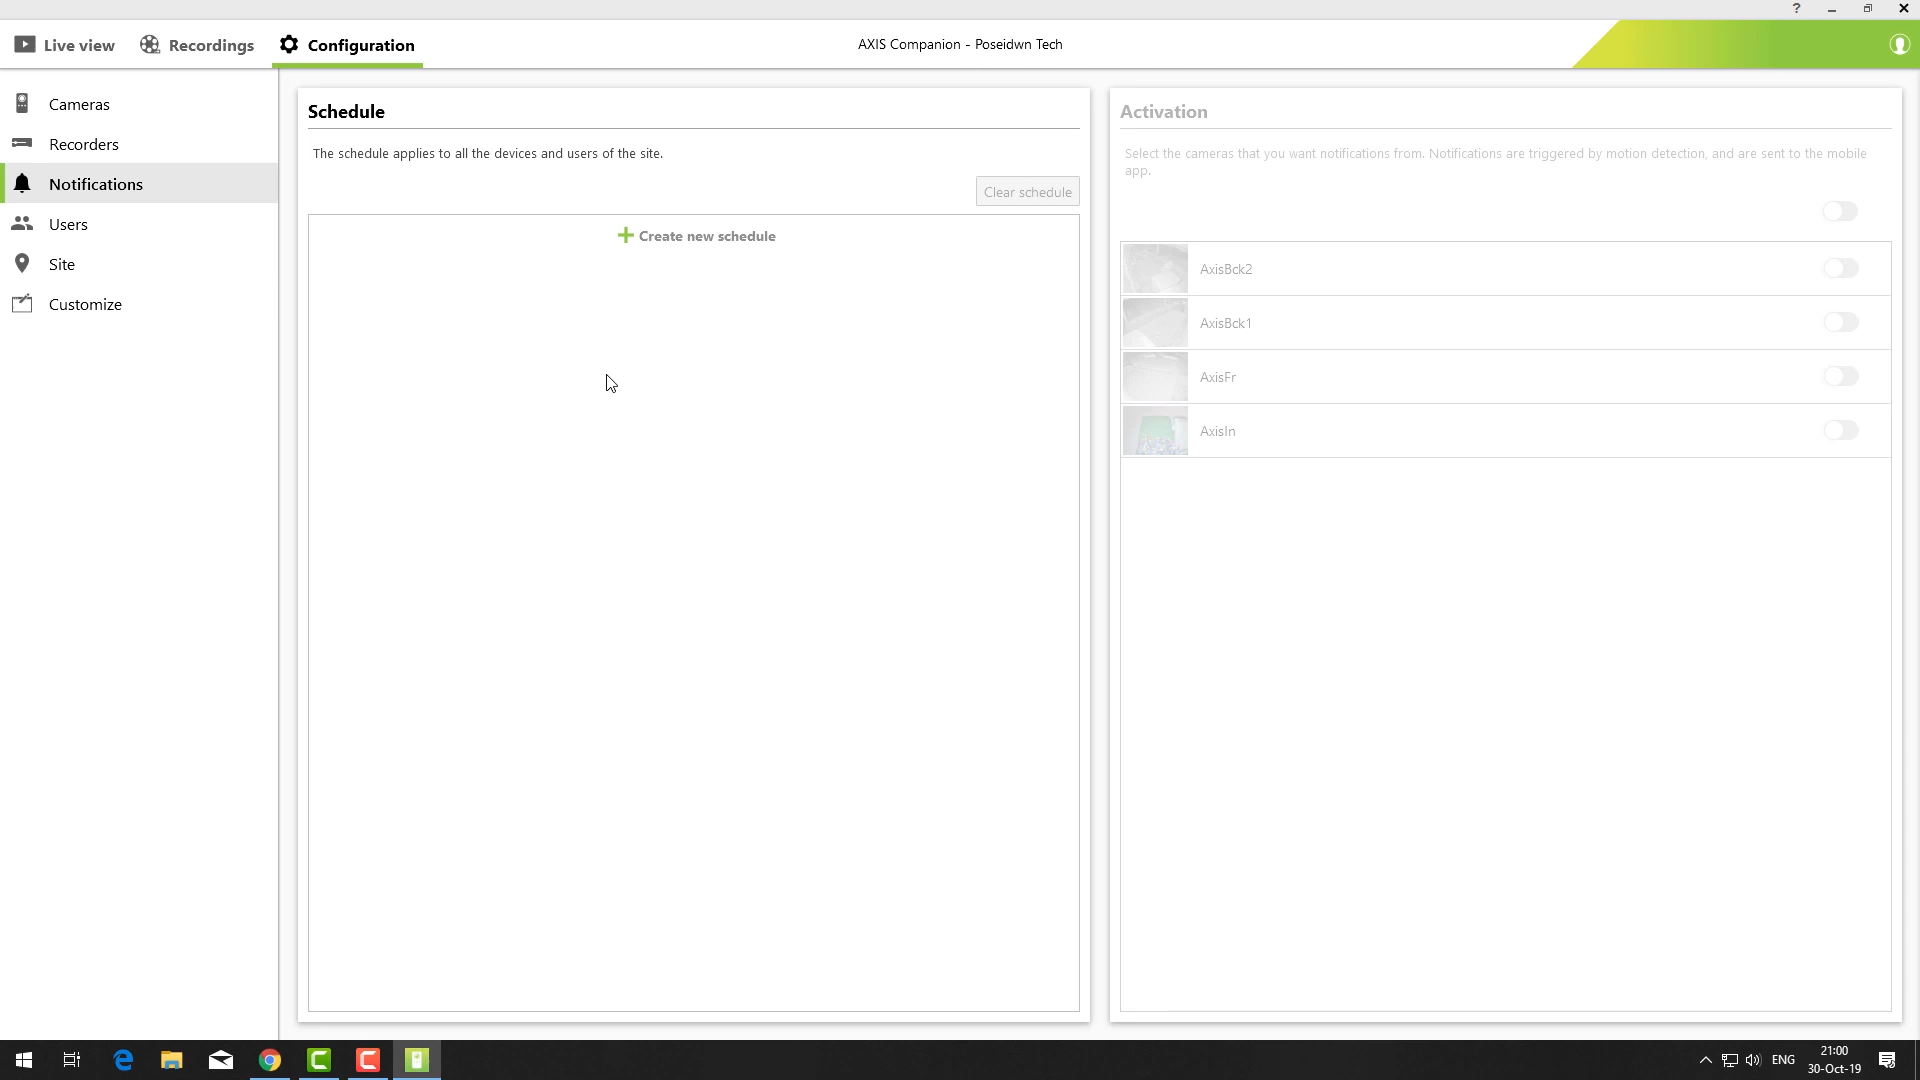 ?
Live view
Recordings
Configuration
AXIS Companion - Poseidwn Tech
Cameras
Recorders
Notifications
Users
Site
Customize
Schedule
The schedule applies to all the devices and users of the site.
Clear schedule
Create new schedule
Activation
Select the cameras that you want notifications from. Notifications are triggered by motion detection, and are sent to the mobile
app.
AxisBck2
AxisBck1
AxisFr
AxisIn
ENG
21:00
30-Oct-19